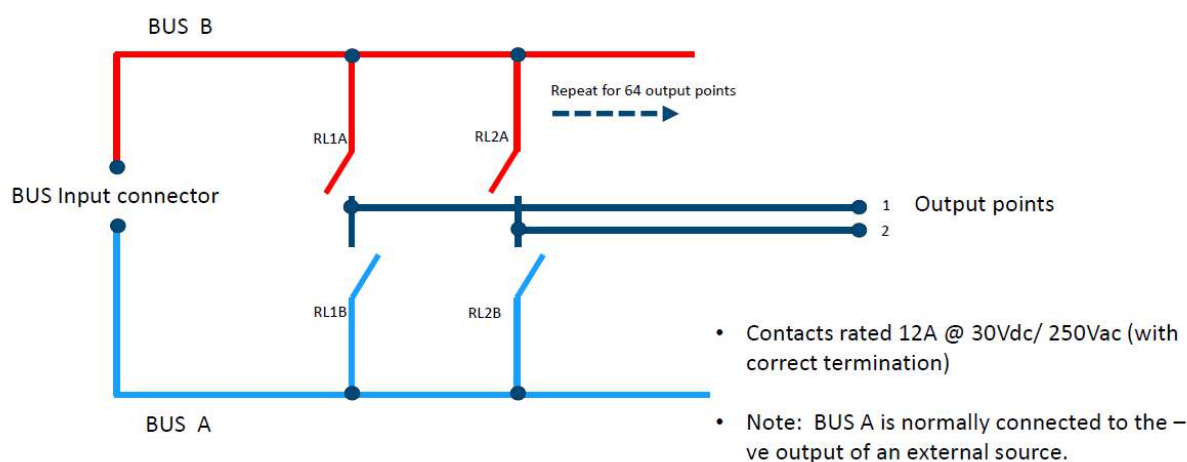 BUS B
Repeat for 64 output points
RL1A
RL2A
BUS Input connector
1
Output points
2
RL1B
RL2B
• Contacts rated 12A @ 30Vdc/ 250Vac (with
correct termination)
BUS A
• Note: BUS A is normally connected to the –
ve output of an external source.